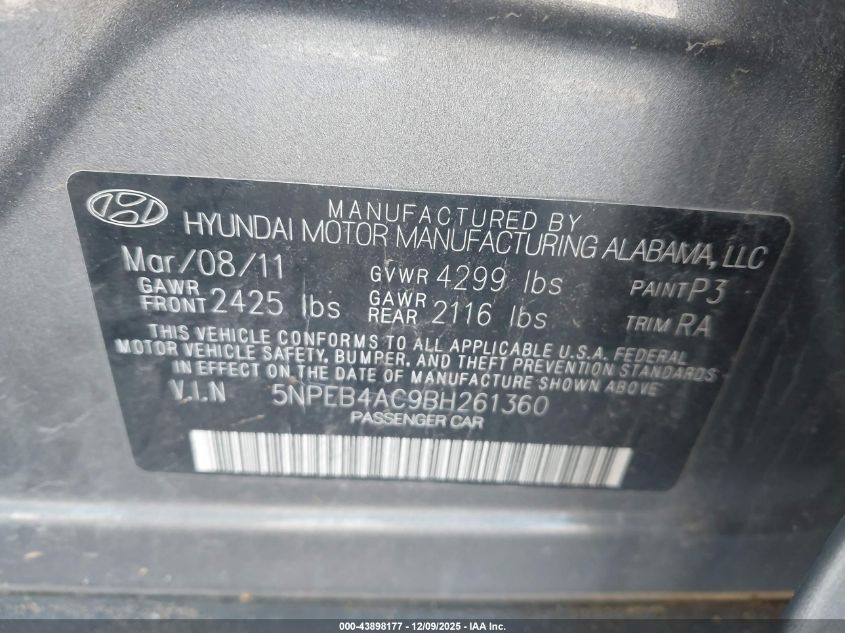 MANUFACTURED BY
HYUNDAI MOTOR MANUFACTURING ALABAMA, LLC
Mar/08/11 GVWR 4299 lbs PAINT P3
GAWR FRONT 2425 lbs GAWR REAR 2116 lbs TRIM RA
THIS VEHICLE CONFORMS TO ALL APPLICABLE U.S.A. FEDERAL
MOTOR VEHICLE SAFETY, BUMPER, AND THEFT PREVENTION STANDARDS
IN EFFECT ON THE DATE OF MANUFACTURE SHOWN ABOVE
V.I.N 5NPEB4AC9BH261360
PASSENGER CAR
000-43898177 - 12/09/2025 - IAA Inc.